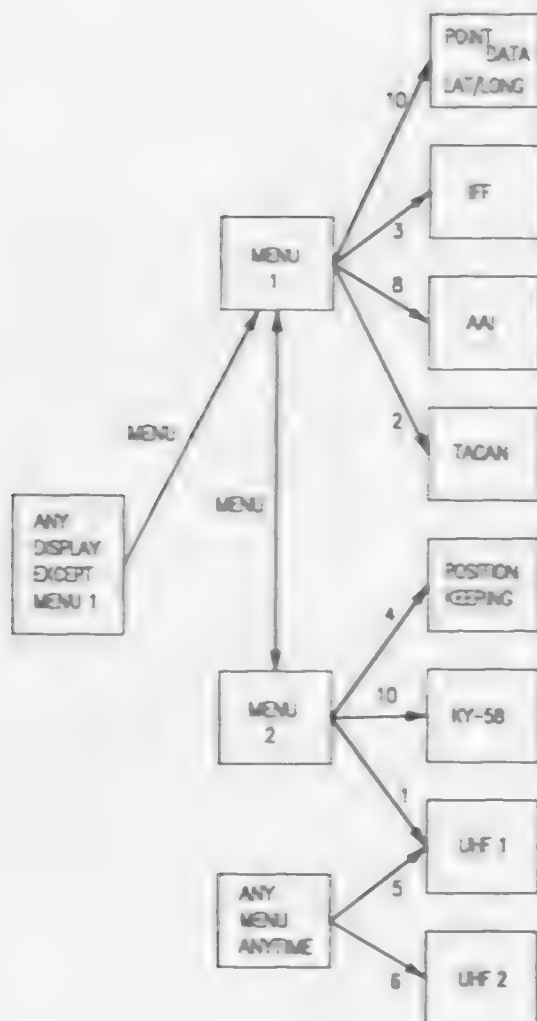 POINT
DATA
LAT/LONG
10
IFF
3
MENU
1
8
AAI
2
TACAN
MENU
MENU
ANY
DISPLAY
EXCEPT
MENU 1
POSITION
KEEPING
4
MENU
2
10
KY-58
1
UHF 1
5
ANY
MENU
ANYTIME
6
UHF 2